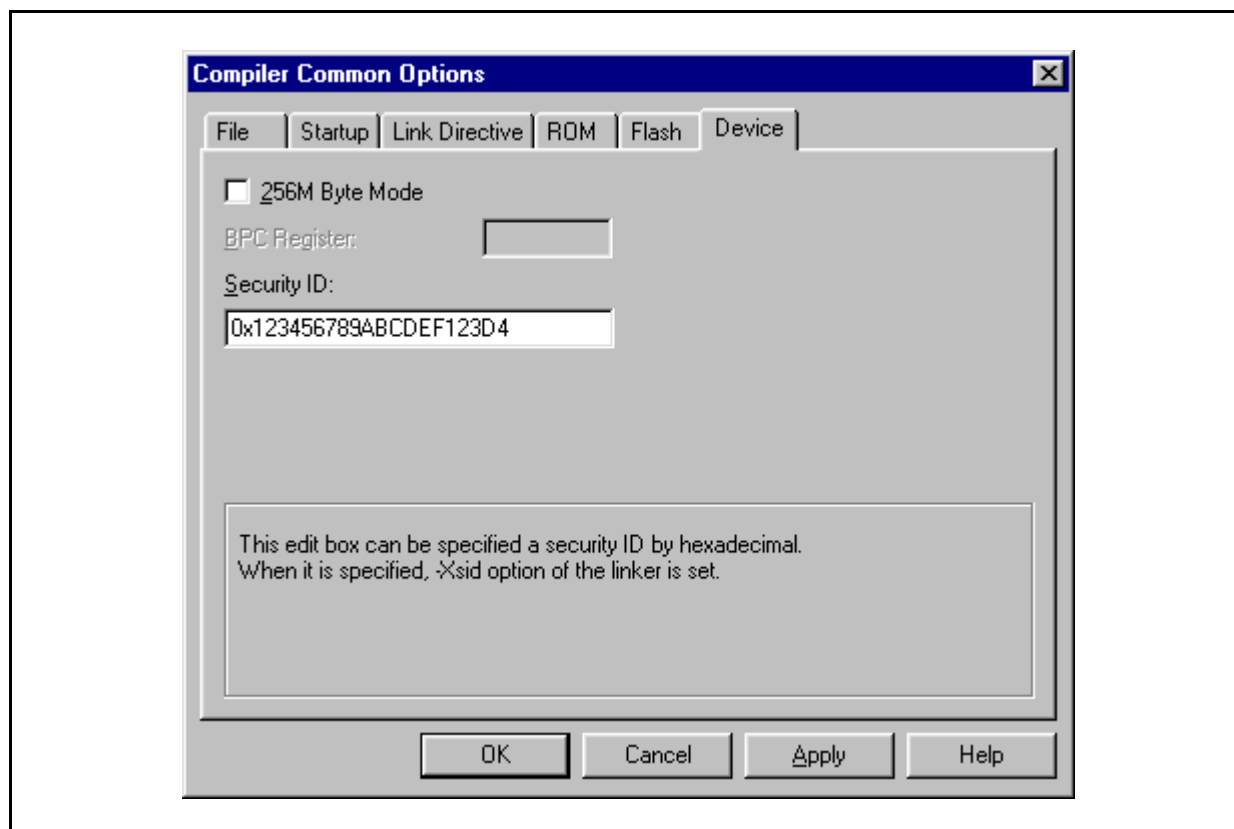 Compiler Common Options
File Startup Link Directive ROM Flash Device
256M Byte Mode
BPC Register:
Security ID:
0x123456789ABCDEF123D4
This edit box can be specified a security ID by hexadecimal.
When it is specified, -Xsid option of the linker is set.
OK Cancel Apply Help